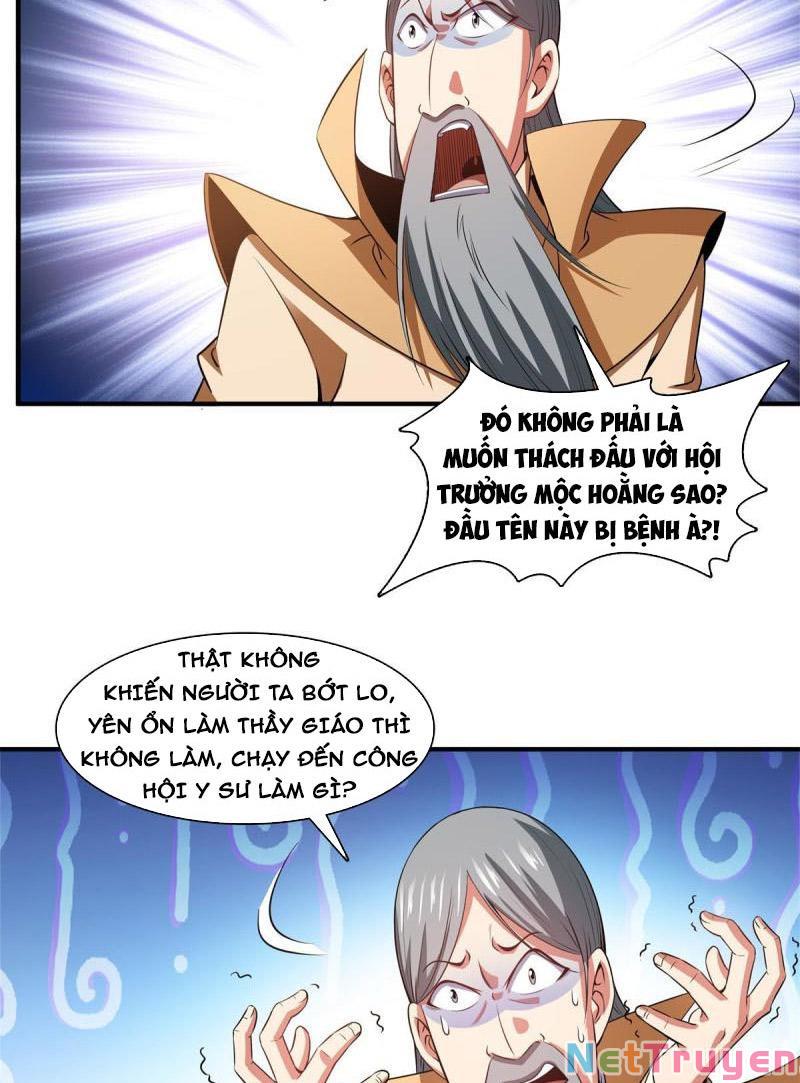 ĐÓ KHÔNG PHẢI LÀ
MUỐN THÁCH ĐẤU VỚI HỘI
TRƯỞNG MỘC HOẰNG SAO?
ĐẦU TÊN NÀY BỊ BỆNH À?!
THẬT KHÔNG
KHIẾN NGƯỜI TA BỚT LO,
YÊN ỔN LÀM THẦY GIÁO THÌ
KHÔNG LÀM, CHẠY ĐẾN CÔNG
HỘI Y SƯ LÀM GÌ?
NetTruyen